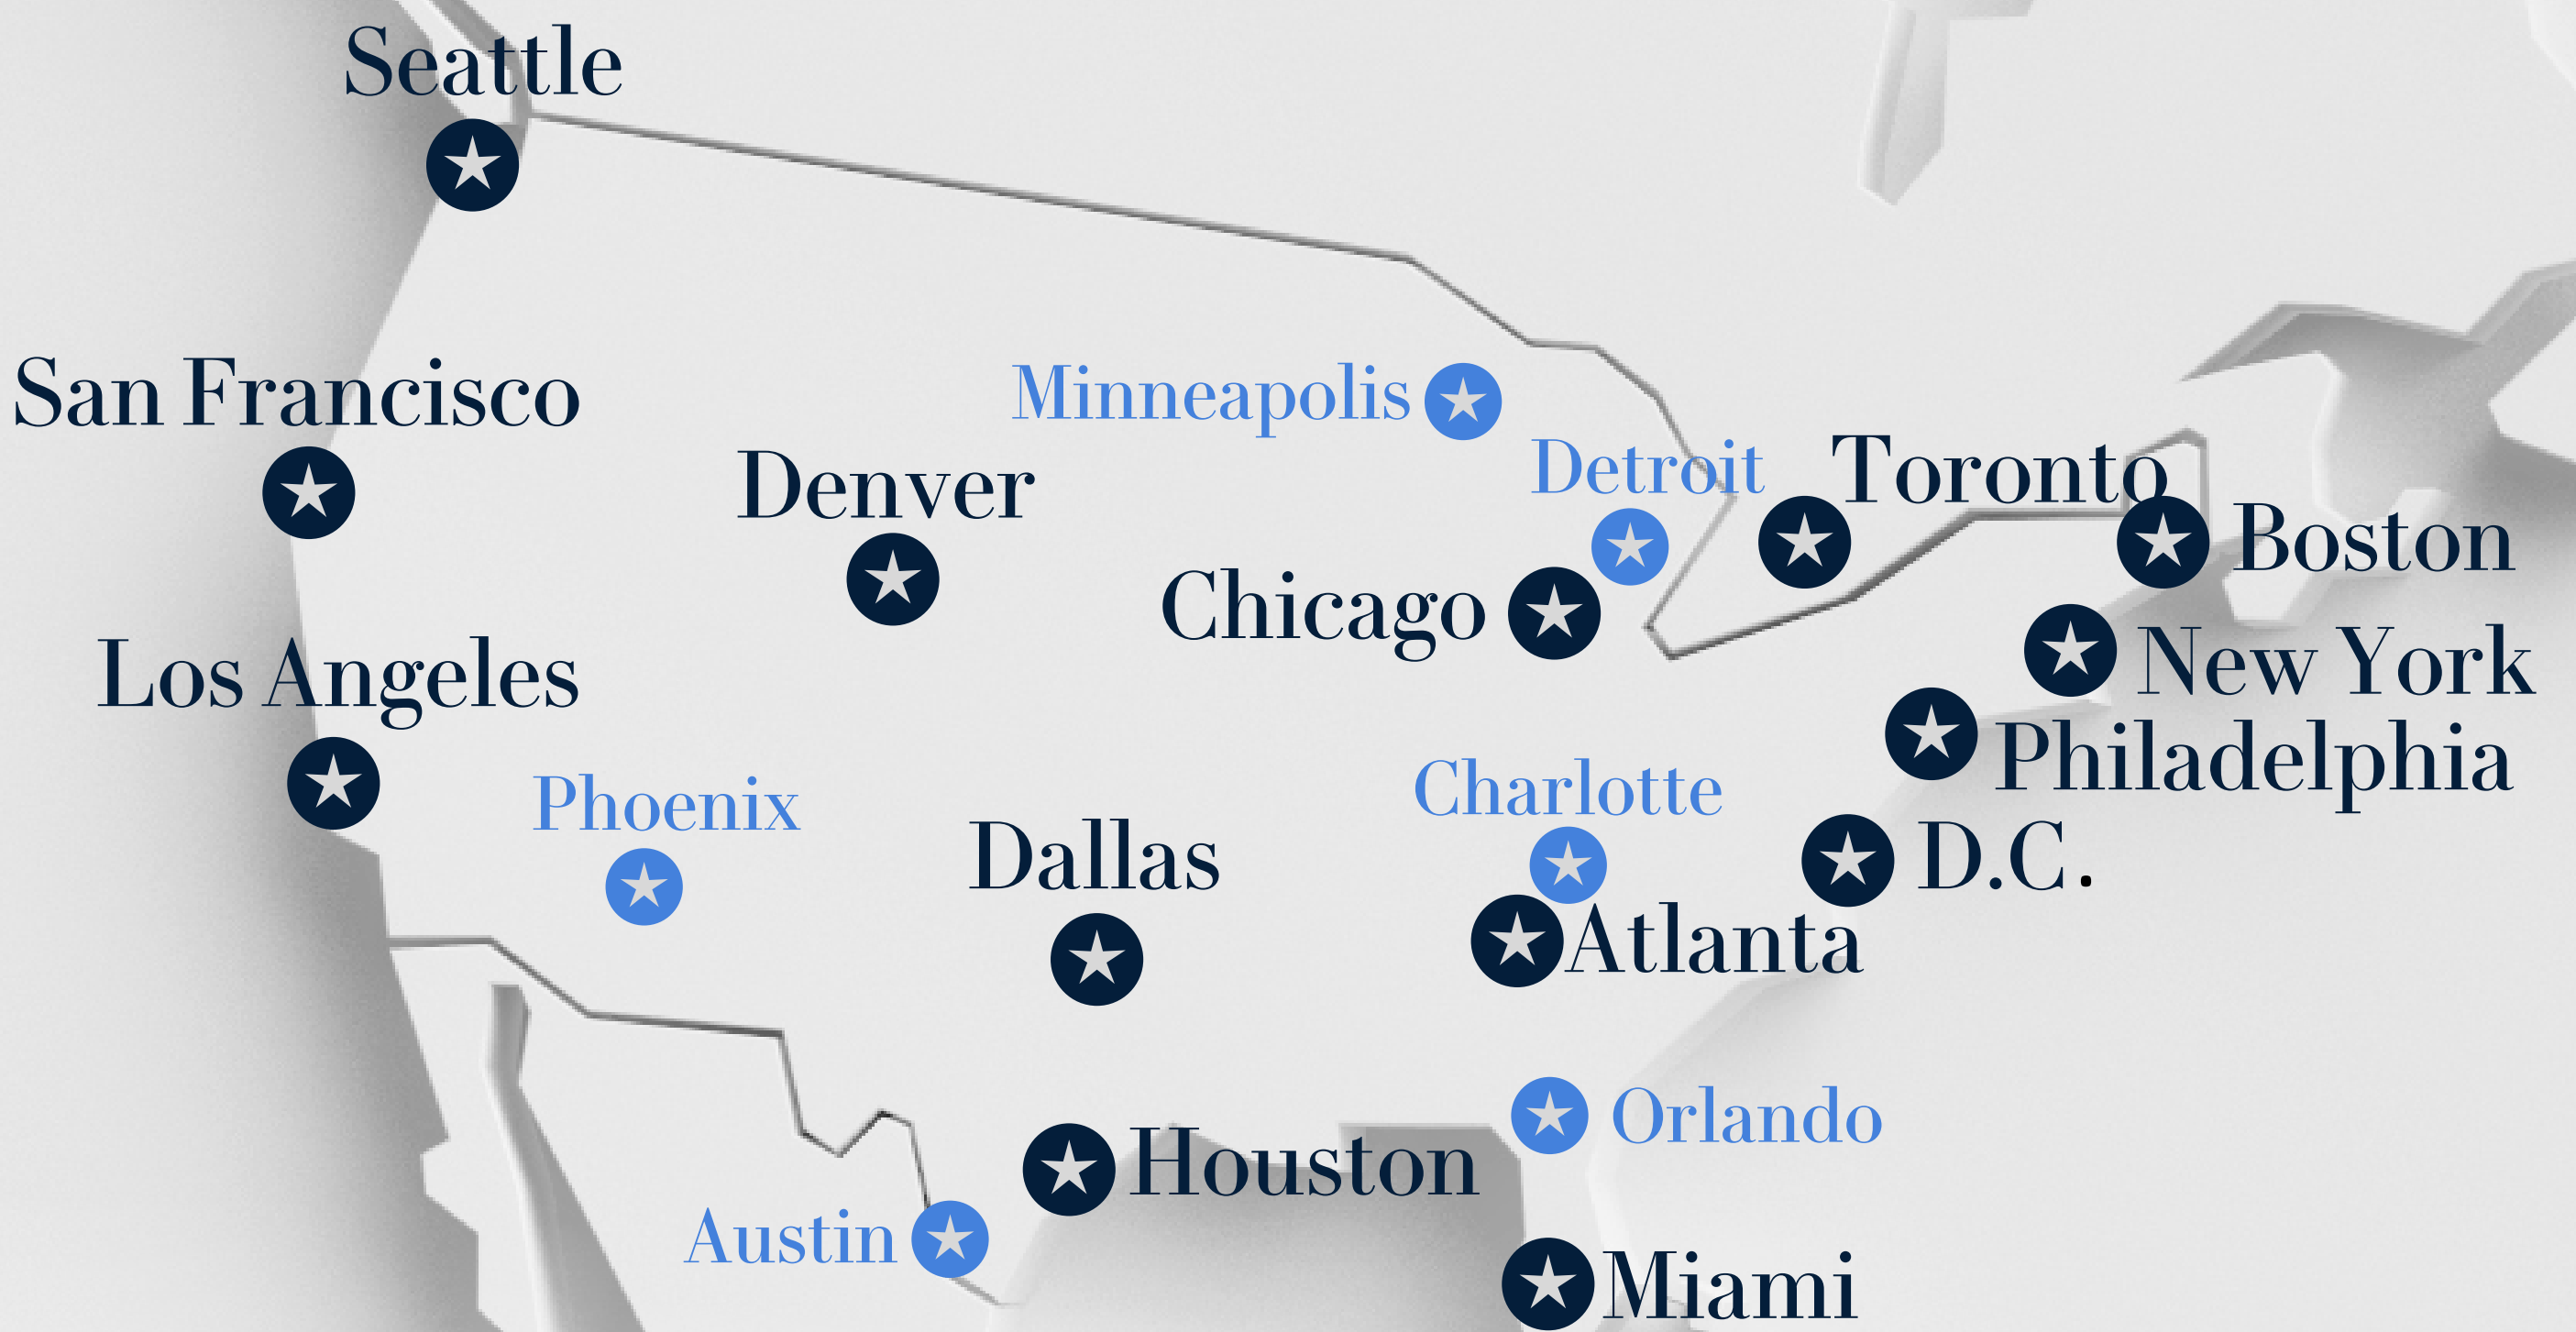 Seattle
San Francisco
Minneapolis
Detroit
Toronto
Denver
Boston
Chicago
New York
Los Angeles
Philadelphia
Charlotte
Phoenix
Dallas
D.C.
Atlanta
Orlando
Houston
Austin
Miami